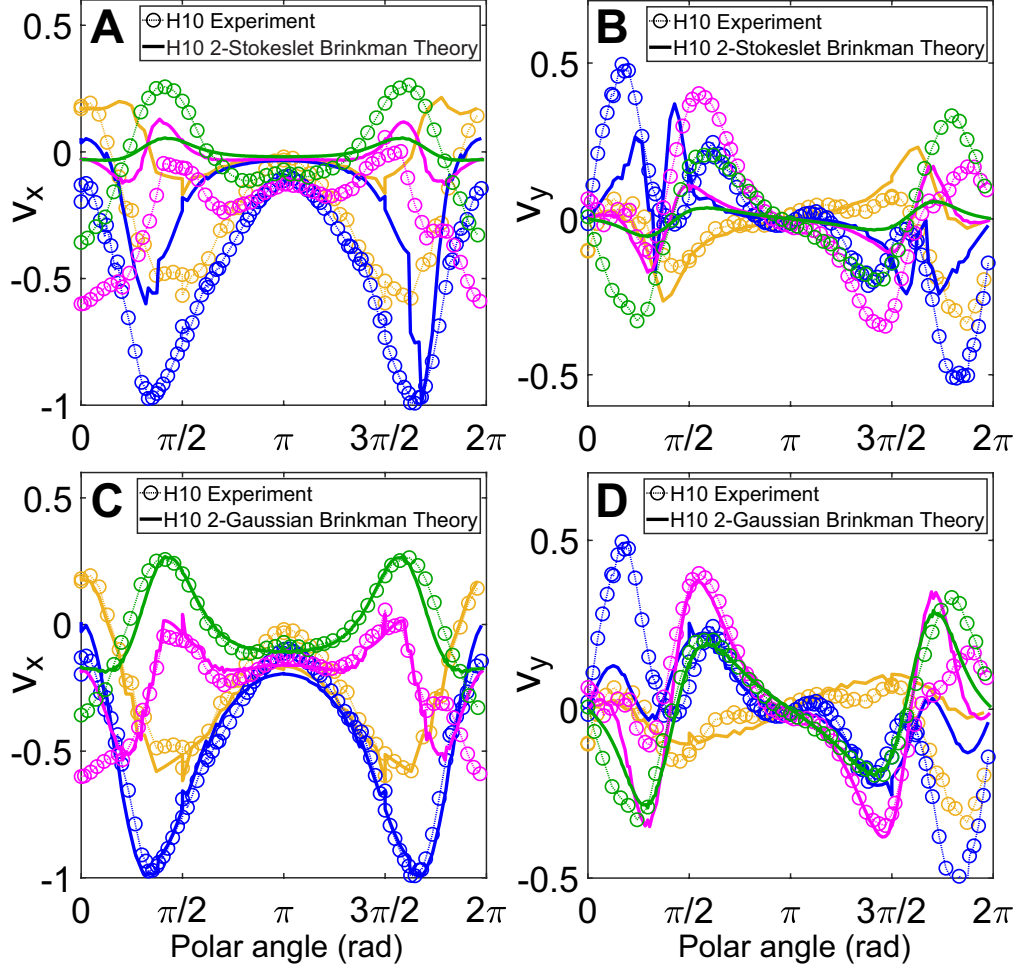 A
H10 Experiment
H10 2-Stokeslet Brinkman Theory
0.5
0
-0.5
-1
vx
0 π/2 π 3π/2 2π
B
H10 Experiment
H10 2-Stokeslet Brinkman Theory
0.5
0
-0.5
vy
0 π/2 π 3π/2 2π
C
H10 Experiment
H10 2-Gaussian Brinkman Theory
0.5
0
-0.5
-1
vx
0 π/2 π 3π/2 2π
Polar angle (rad)
D
H10 Experiment
H10 2-Gaussian Brinkman Theory
0.5
0
-0.5
vy
0 π/2 π 3π/2 2π
Polar angle (rad)